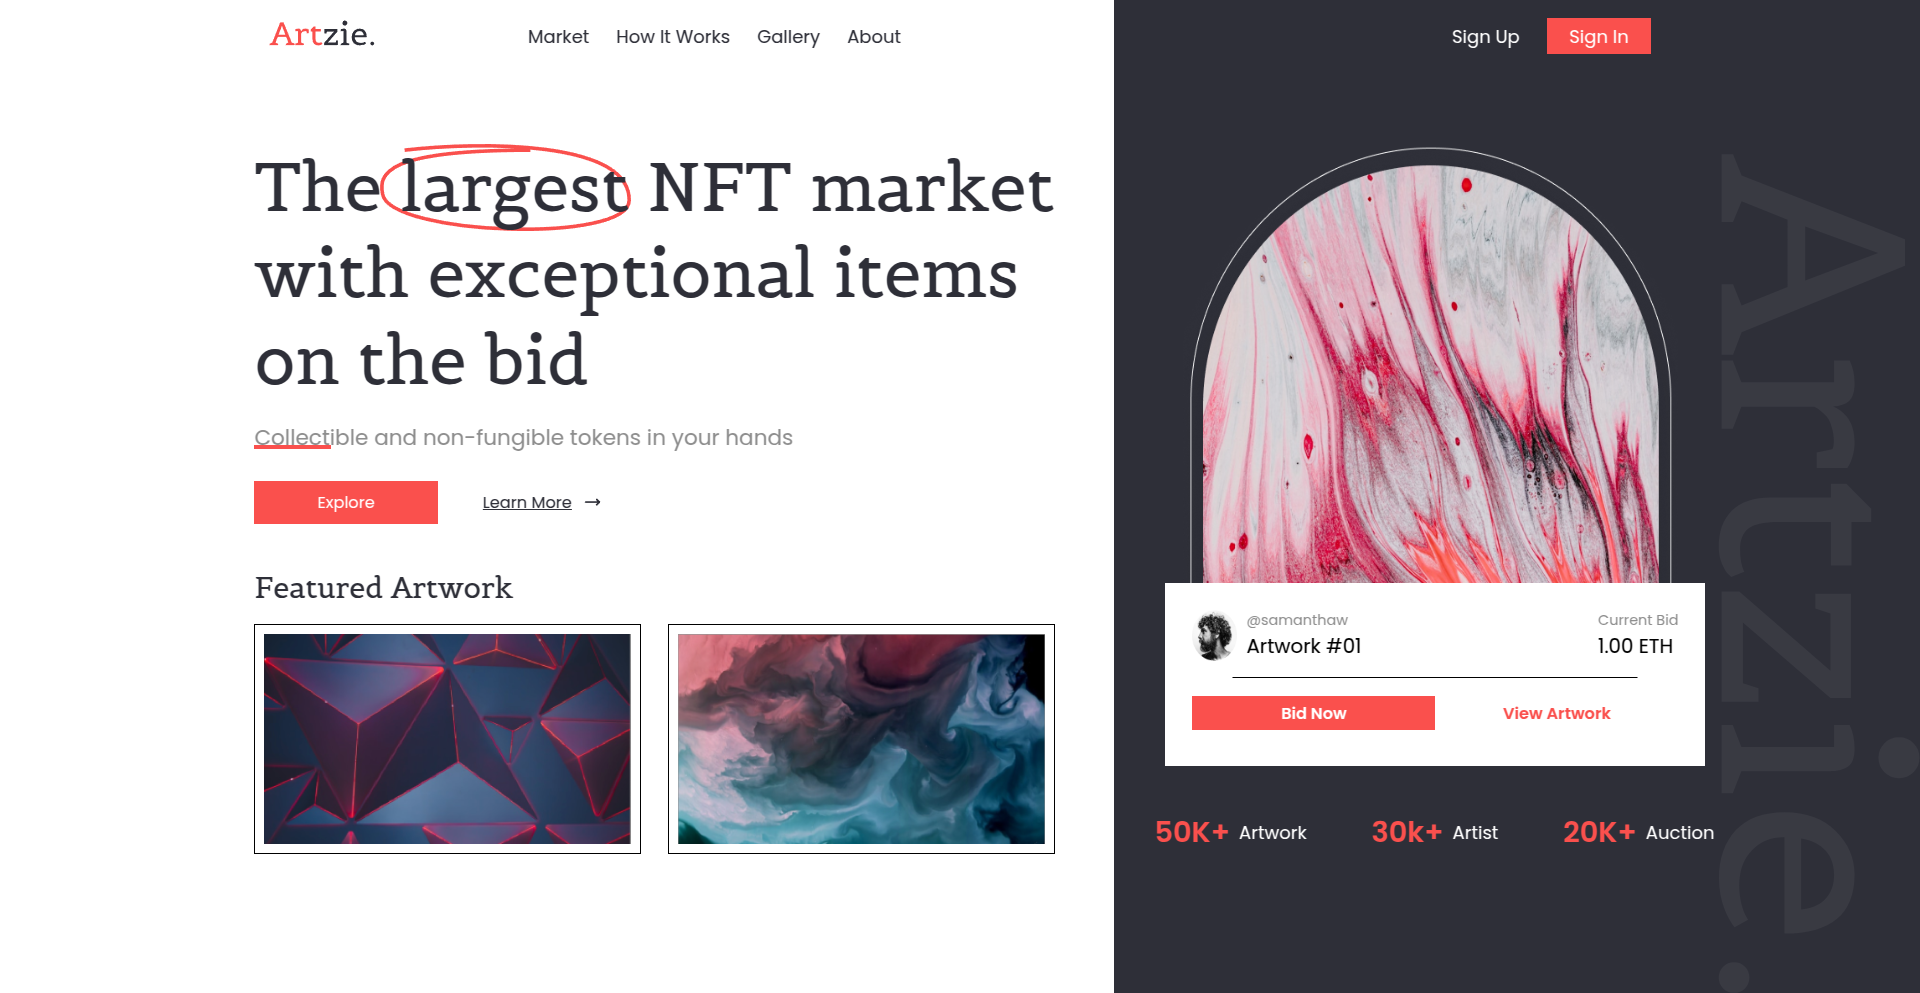 Artzie.
Market How It Works Gallery About
Sign Up Sign In
The largest NFT market
with exceptional items
on the bid
Collectible and non-fungible tokens in your hands
Explore Learn More →
Featured Artwork
@samanthaw Current Bid
Artwork #01 1.00 ETH
Bid Now View Artwork
50K+ Artwork 30k+ Artist 20K+ Auction
Artzie.